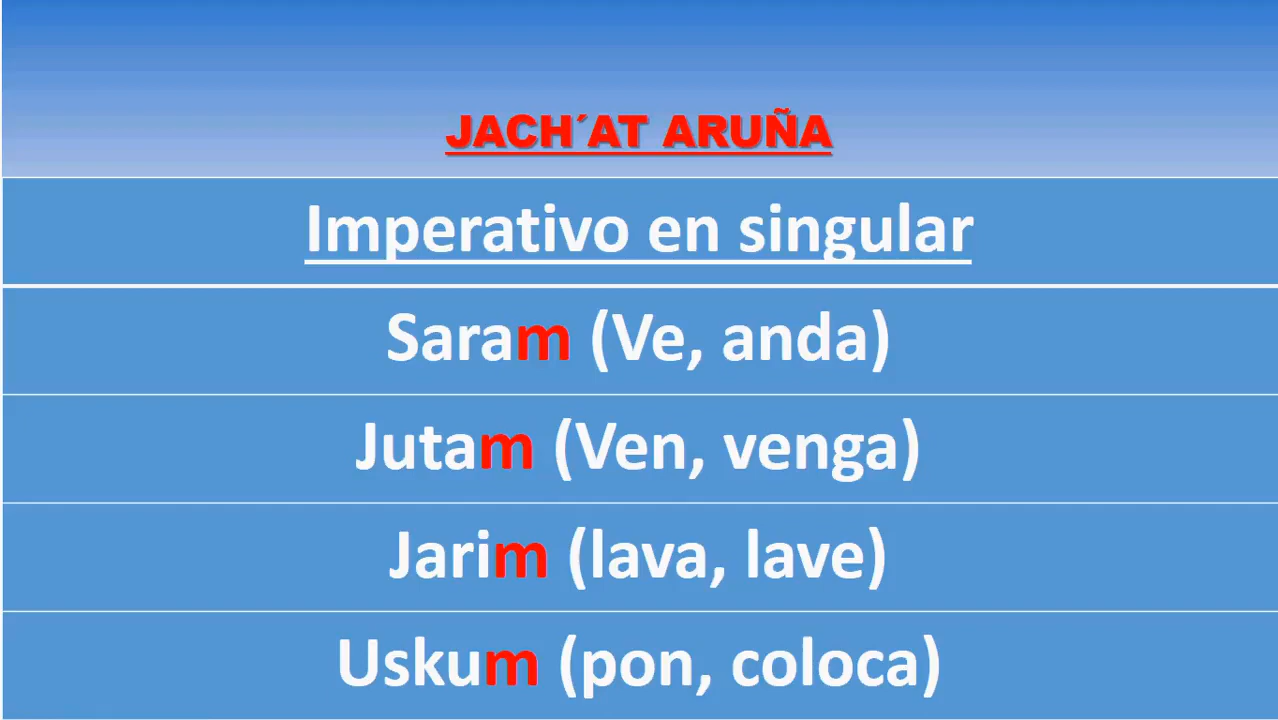 JACH´AT ARUÑA
Imperativo en singular
Saram (Ve, anda)
Jutam (Ven, venga)
Jarim (lava, lave)
Uskum (pon, coloca)